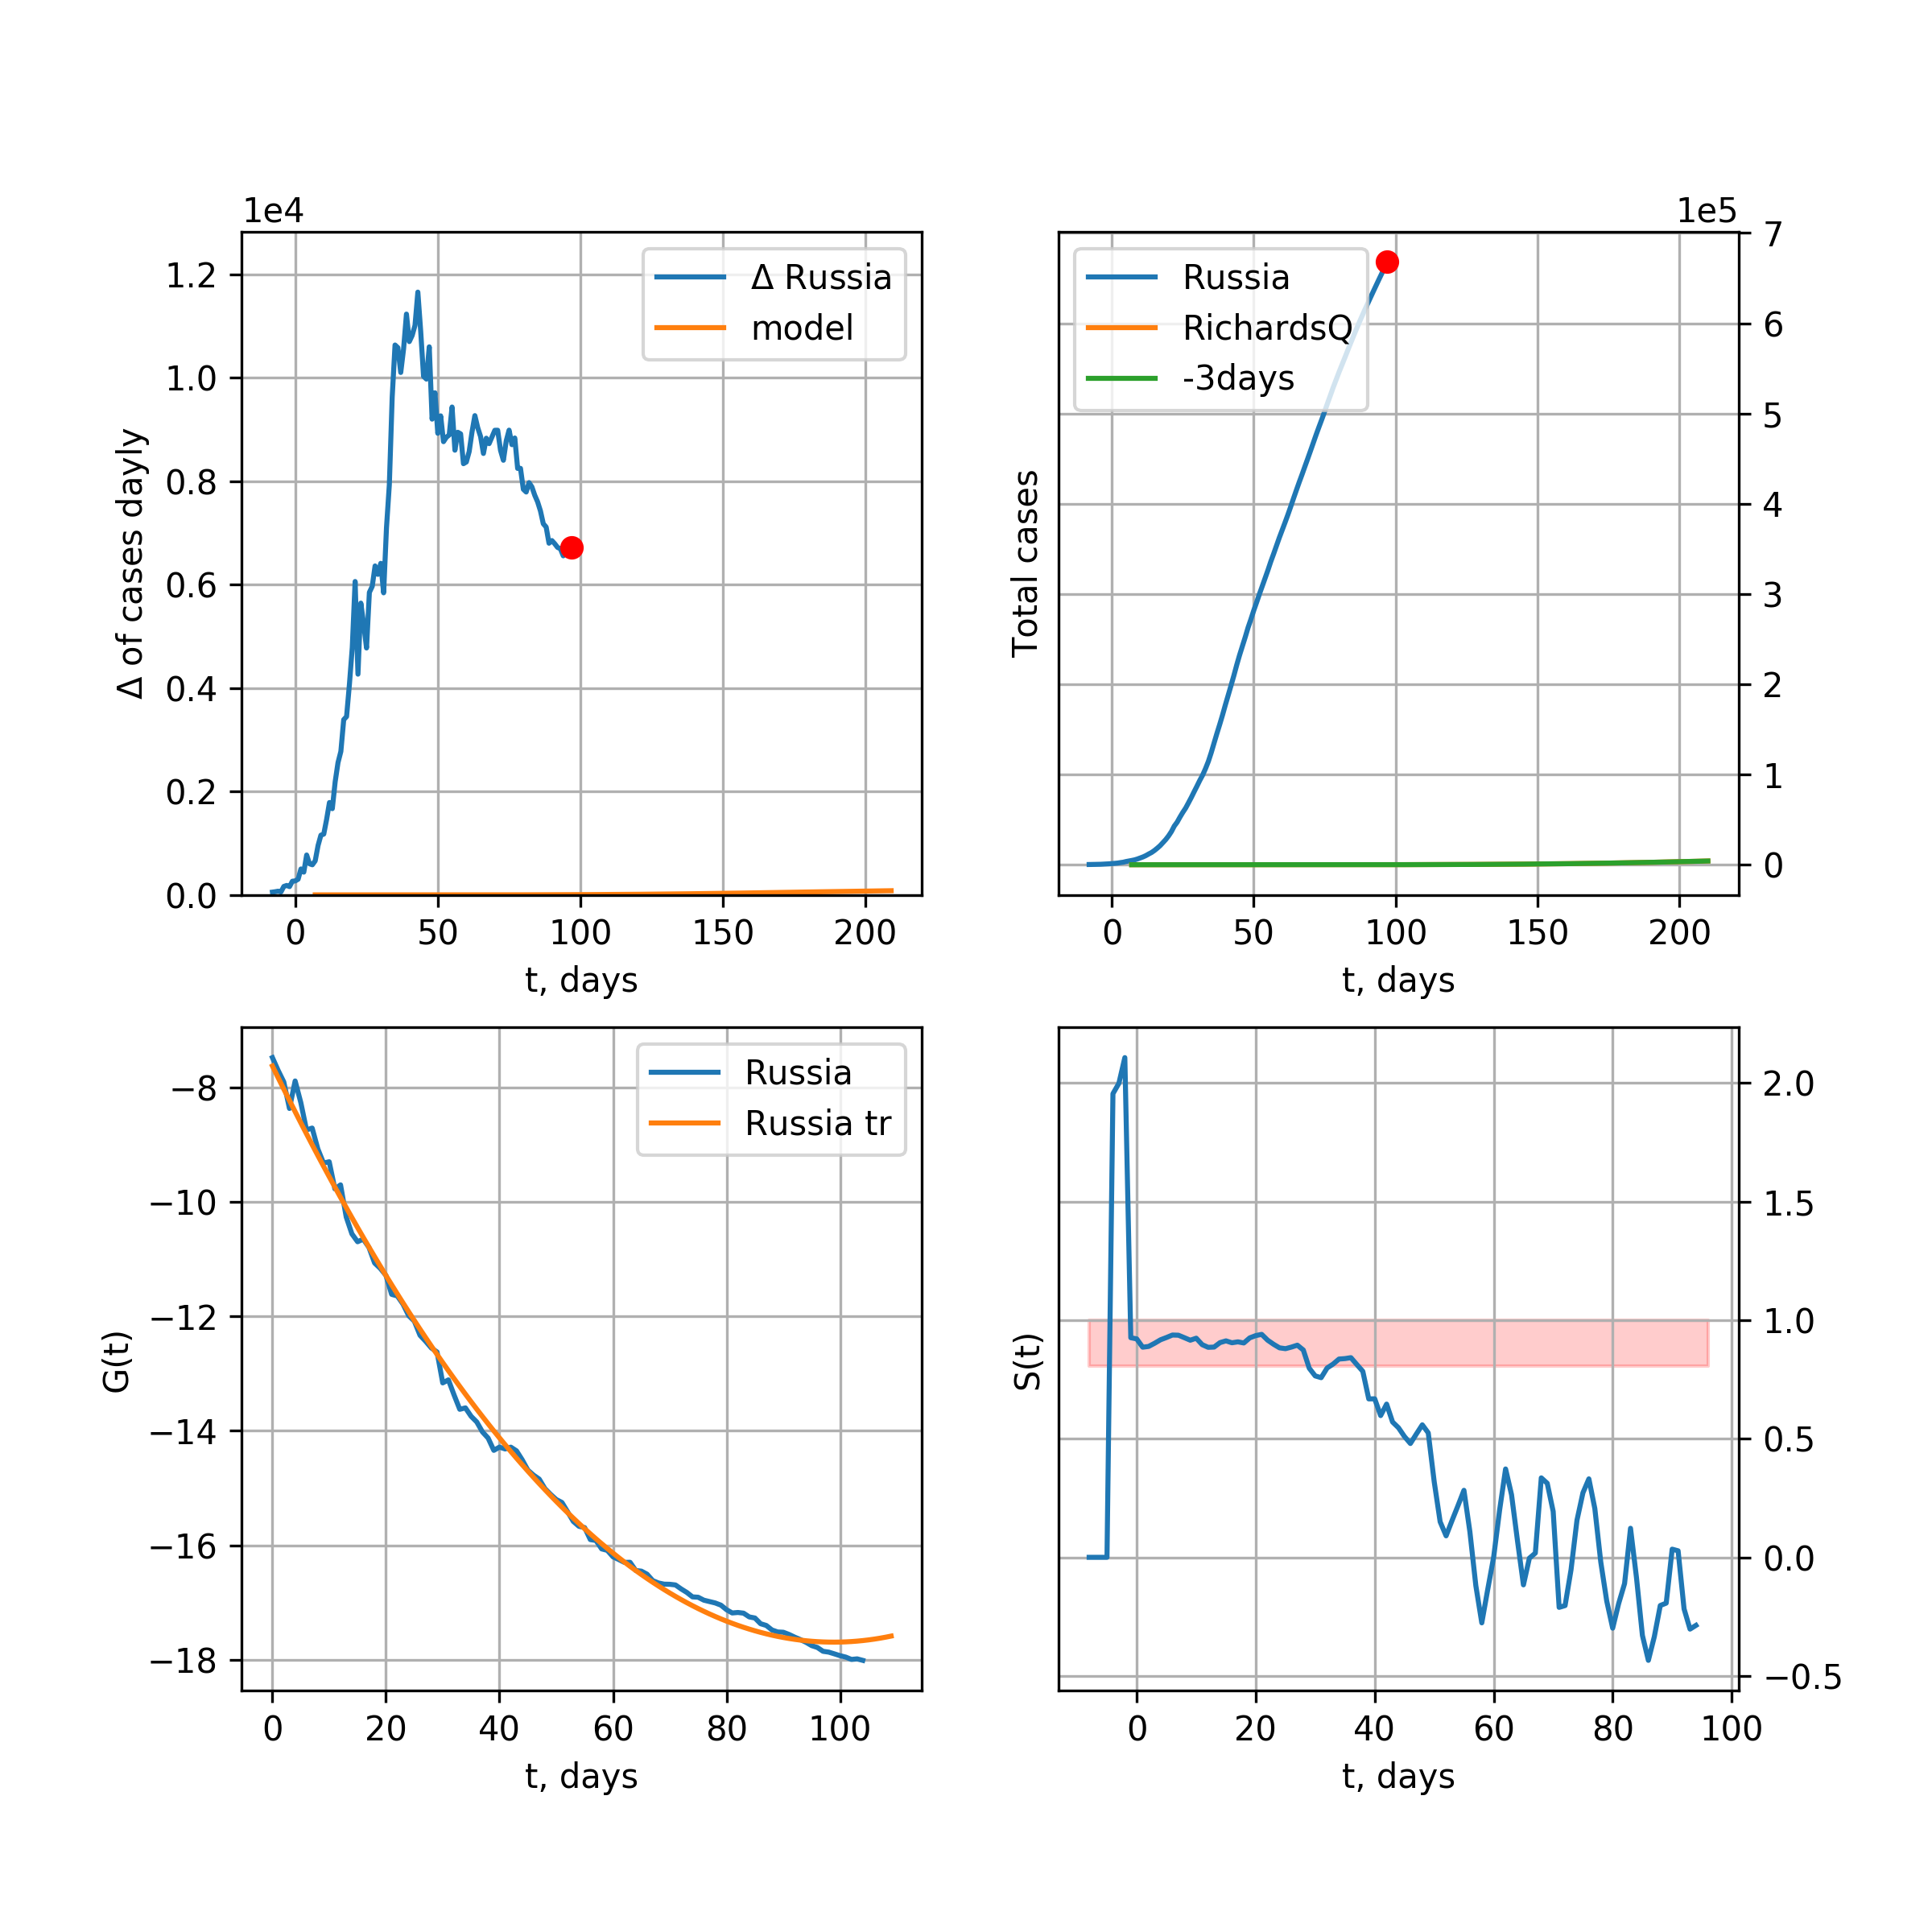 1e4
1.2
1.0
0.8
0.6
0.4
0.2
0.0
Δ of cases dayly
0 50 100 150 200
t, days
Δ Russia
model
1e5
7
6
5
4
3
2
1
0
Total cases
0 50 100 150 200
t, days
Russia
RichardsQ
-3days
−8
−10
−12
−14
−16
−18
G(t)
0 20 40 60 80 100
t, days
Russia
Russia tr
2.0
1.5
1.0
0.5
0.0
−0.5
S(t)
0 20 40 60 80 100
t, days